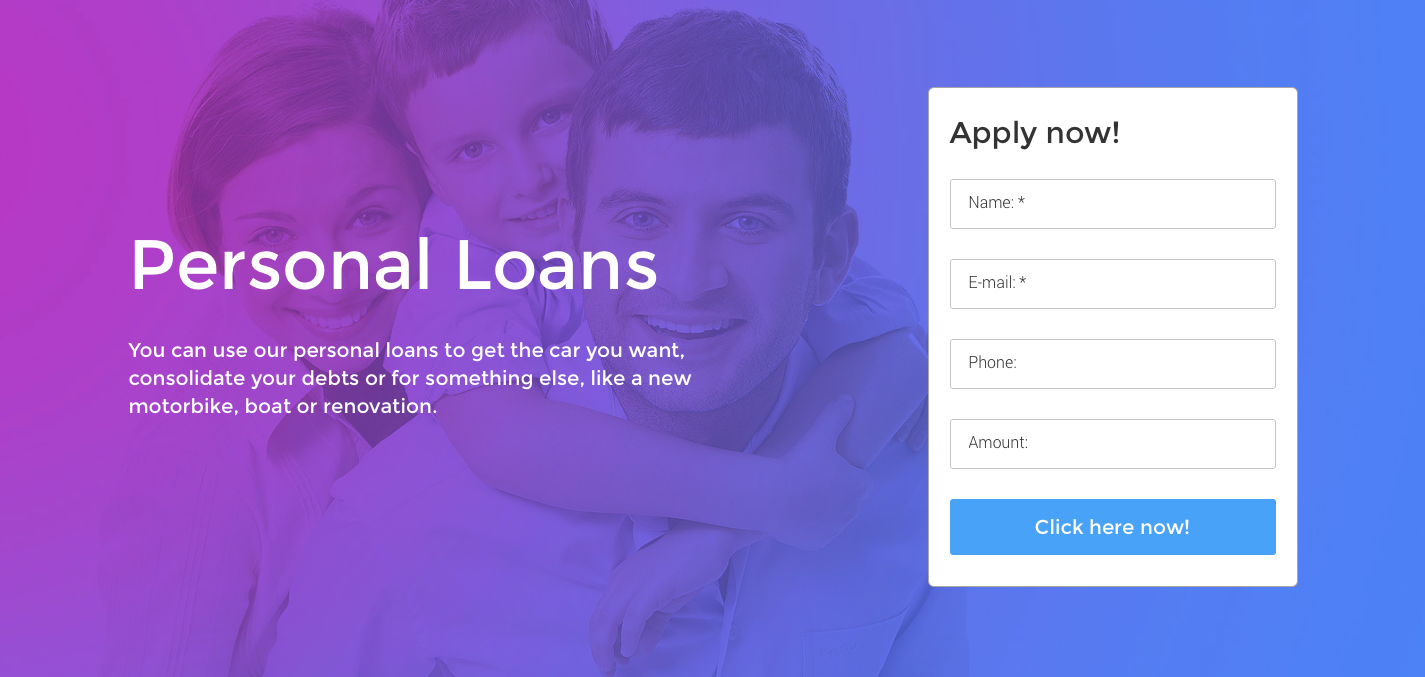 Personal Loans
You can use our personal loans to get the car you want,
consolidate your debts or for something else, like a new
motorbike, boat or renovation.
Apply now!
Name: *
E-mail: *
Phone:
Amount:
Click here now!